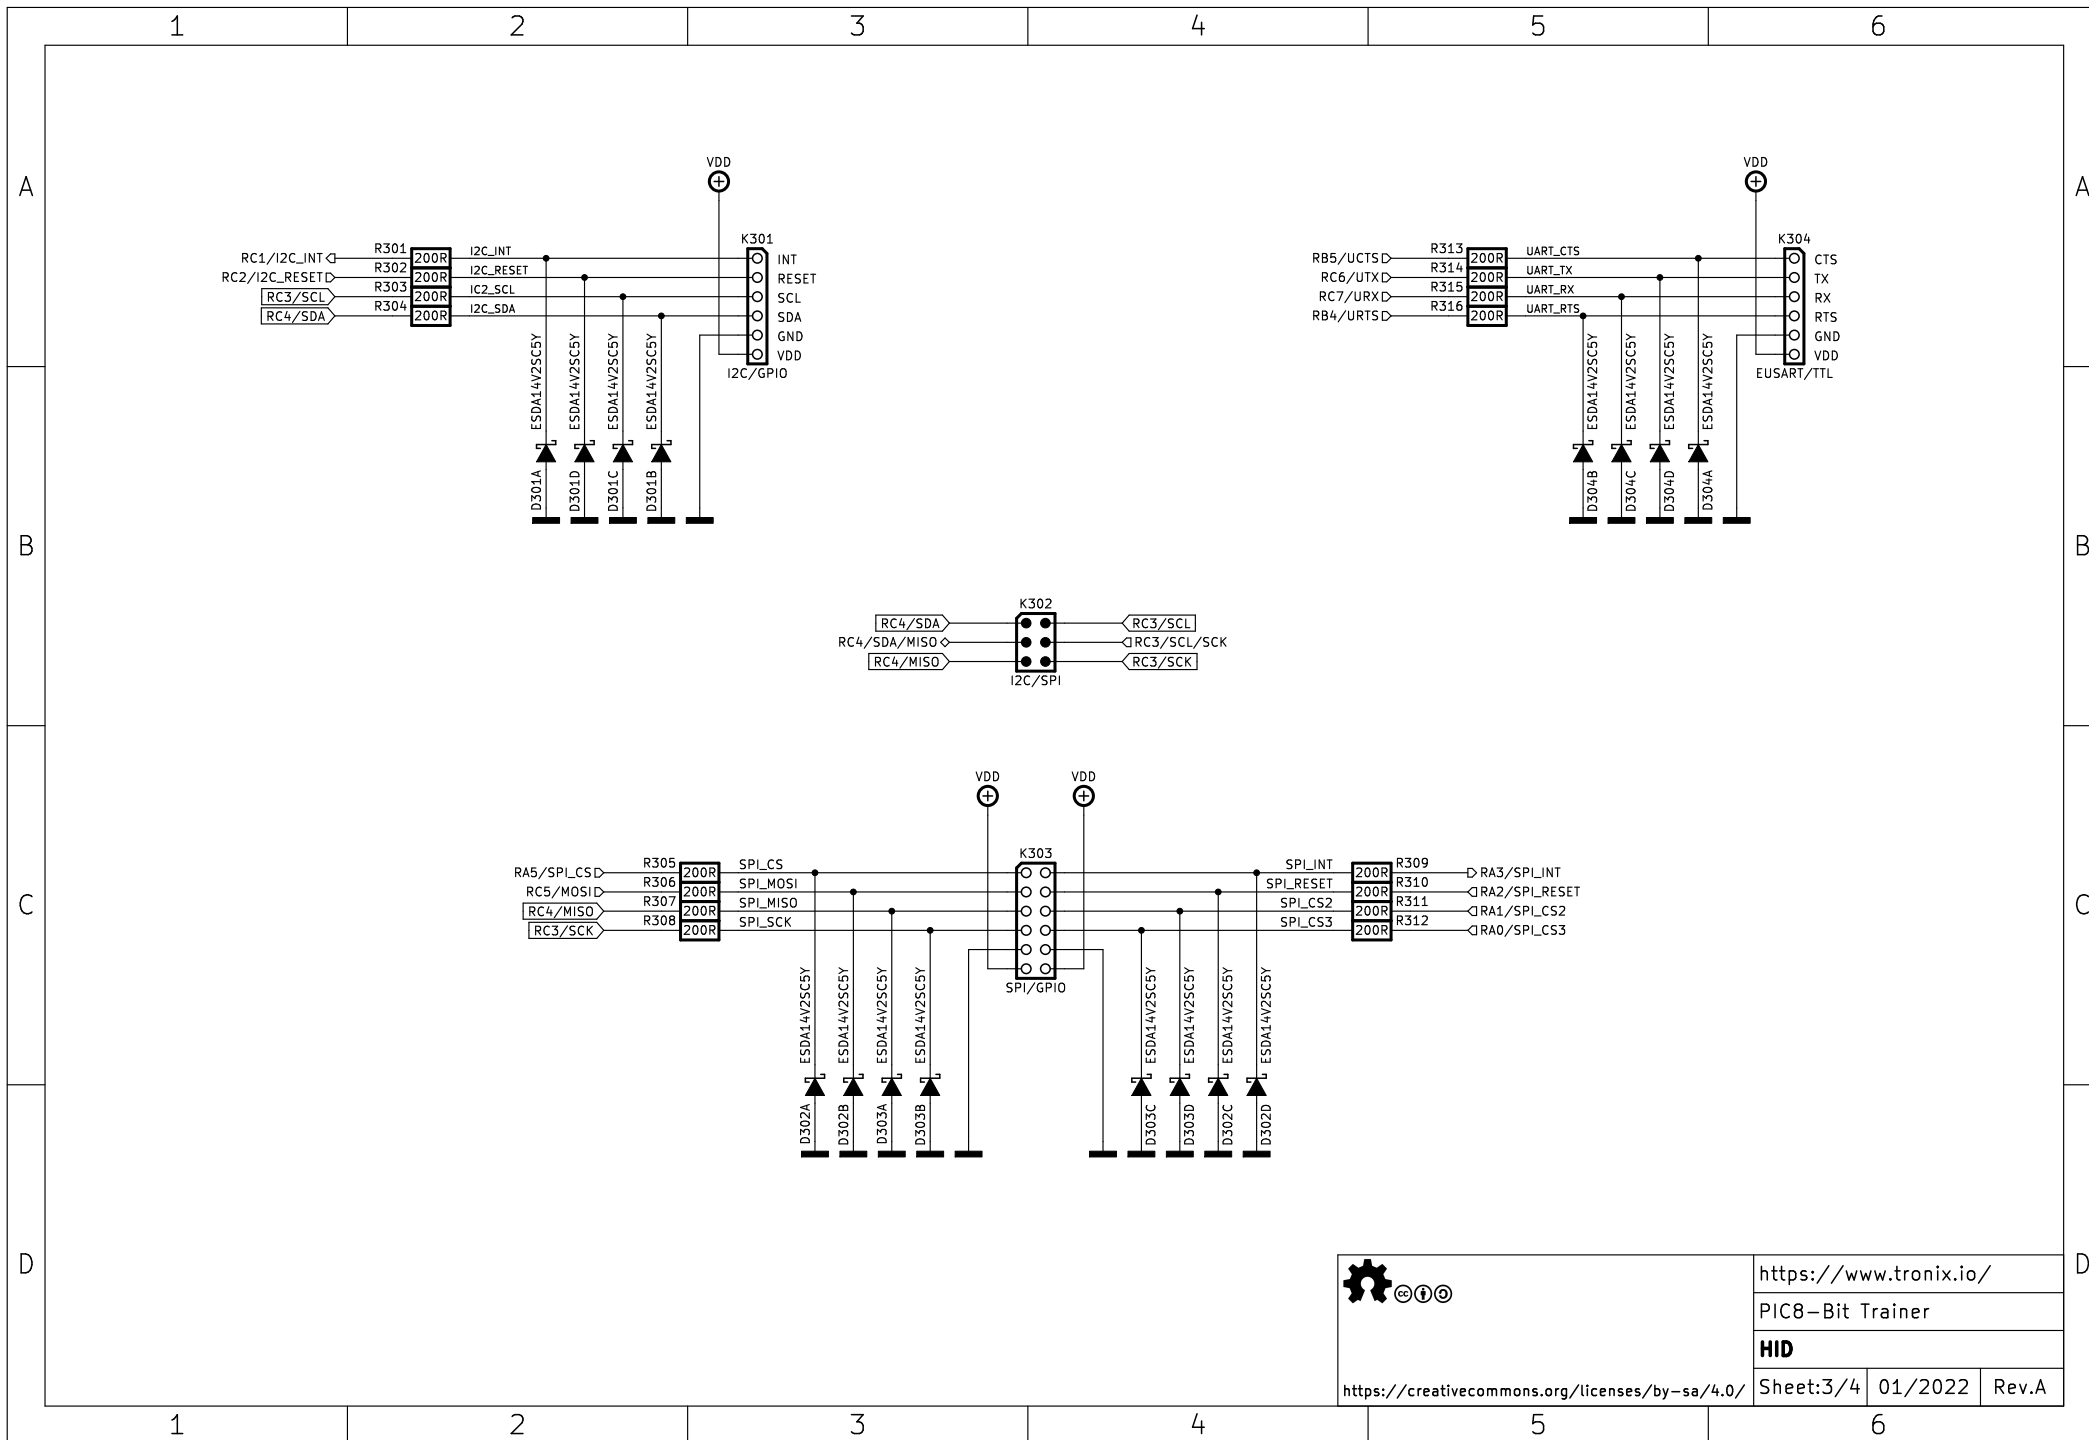 1 2 3 4 5 6
A A
B B
C C
D D
VDD
K301
RC1/I2C_INT R301 200R I2C_INT INT
RC2/I2C_RESET R302 200R I2C_RESET RESET
RC3/SCL R303 200R IC2_SCL SCL
RC4/SDA R304 200R I2C_SDA SDA
GND
VDD
I2C/GPIO
ESDA14V2SC5Y ESDA14V2SC5Y ESDA14V2SC5Y ESDA14V2SC5Y
D301A D301D D301C D301B
VDD
K304
RB5/UCTS R313 200R UART_CTS CTS
RC6/UTX R314 200R UART_TX TX
RC7/URX R315 200R UART_RX RX
RB4/URTS R316 200R UART_RTS RTS
GND
VDD
EUSART/TTL
ESDA14V2SC5Y ESDA14V2SC5Y ESDA14V2SC5Y ESDA14V2SC5Y
D304B D304C D304D D304A
K302
RC4/SDA RC3/SCL
RC4/SDA/MISO RC3/SCL/SCK
RC4/MISO RC3/SCK
I2C/SPI
VDD VDD
K303
RA5/SPI_CS R305 200R SPI_CS SPI_INT 200R R309 RA3/SPI_INT
RC5/MOSI R306 200R SPI_MOSI SPI_RESET 200R R310 RA2/SPI_RESET
RC4/MISO R307 200R SPI_MISO SPI_CS2 200R R311 RA1/SPI_CS2
RC3/SCK R308 200R SPI_SCK SPI_CS3 200R R312 RA0/SPI_CS3
SPI/GPIO
ESDA14V2SC5Y ESDA14V2SC5Y ESDA14V2SC5Y ESDA14V2SC5Y ESDA14V2SC5Y ESDA14V2SC5Y ESDA14V2SC5Y ESDA14V2SC5Y
D302A D302B D303A D303B D303C D303D D302C D302D
cc
https://creativecommons.org/licenses/by-sa/4.0/
https://www.tronix.io/
PIC8-Bit Trainer
HID
Sheet:3/4 01/2022 Rev.A
1 2 3 4 5 6